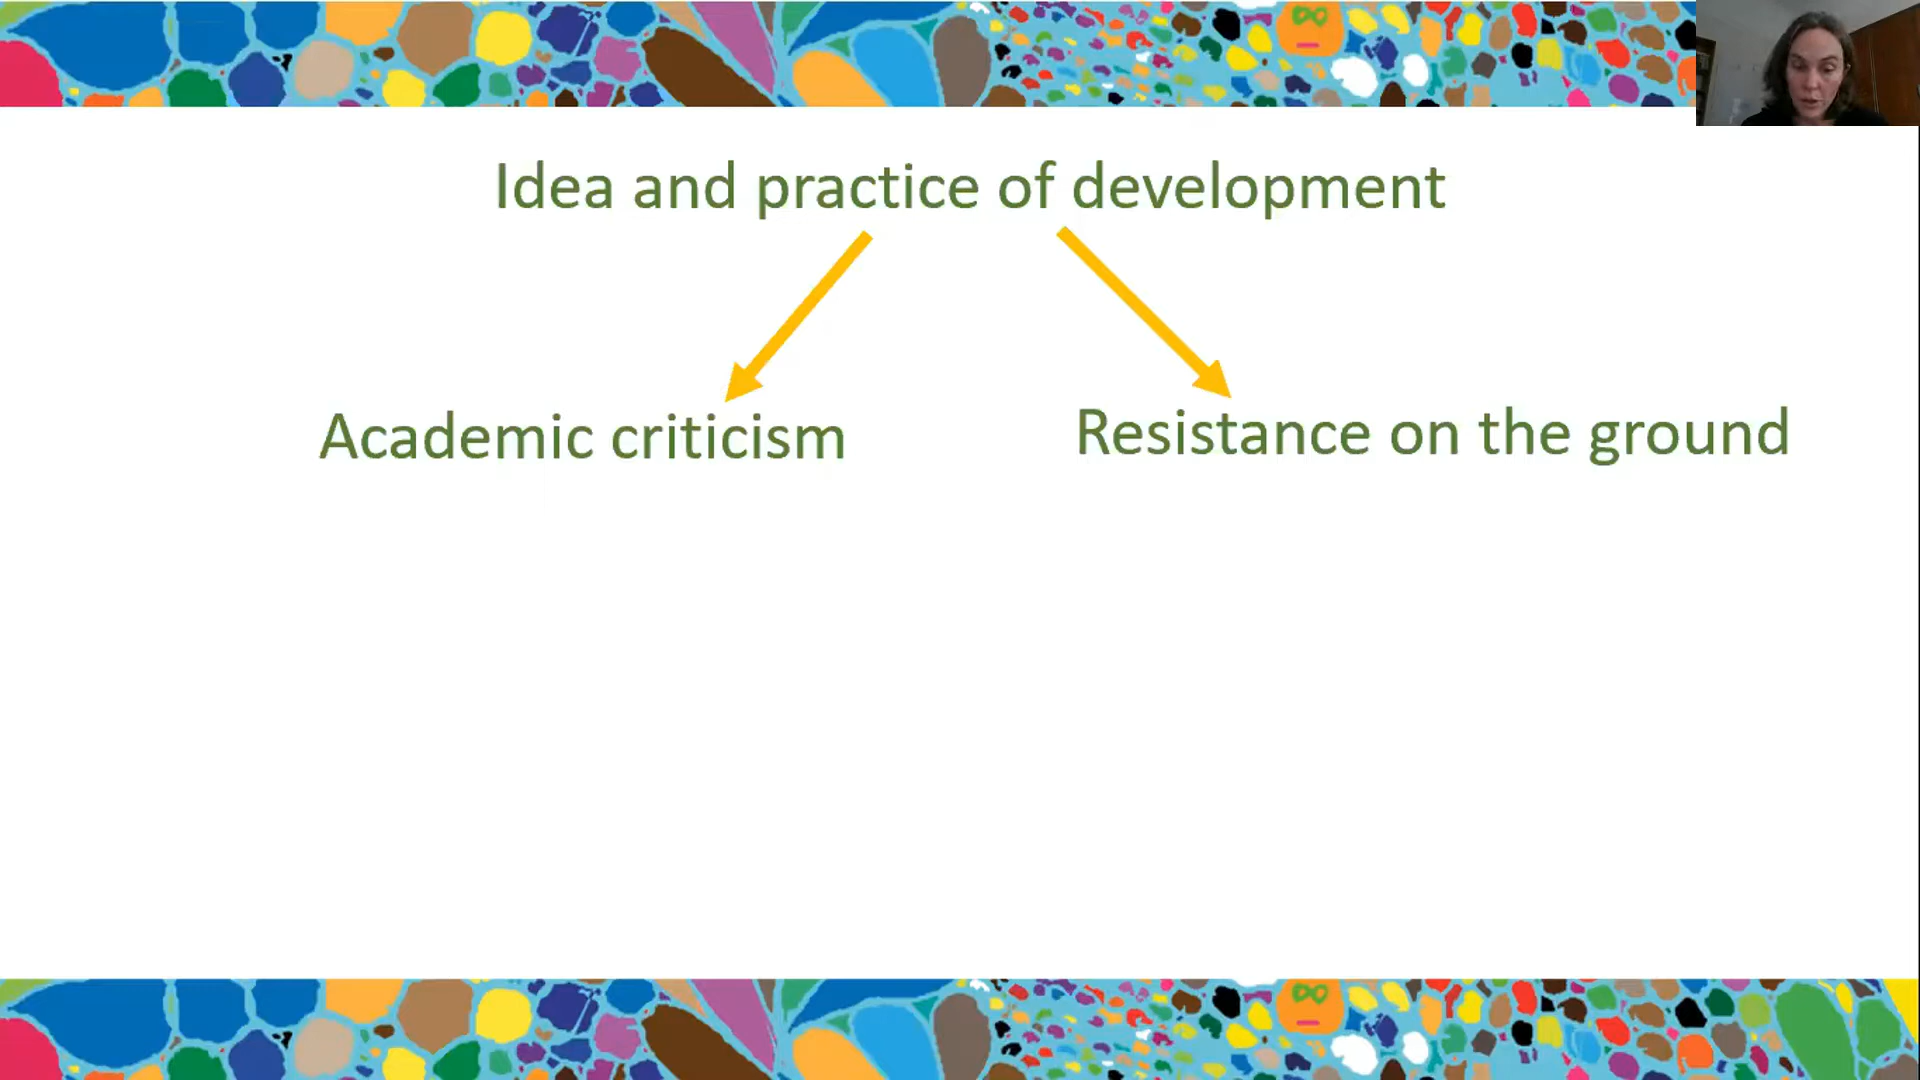 Idea and practice of development
Academic criticism
Resistance on the ground